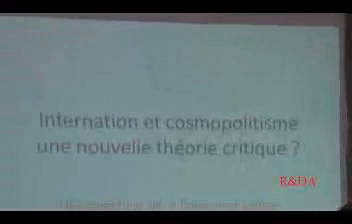 Internation et cosmopolitisme
une nouvelle théorie critique ?
R&DA